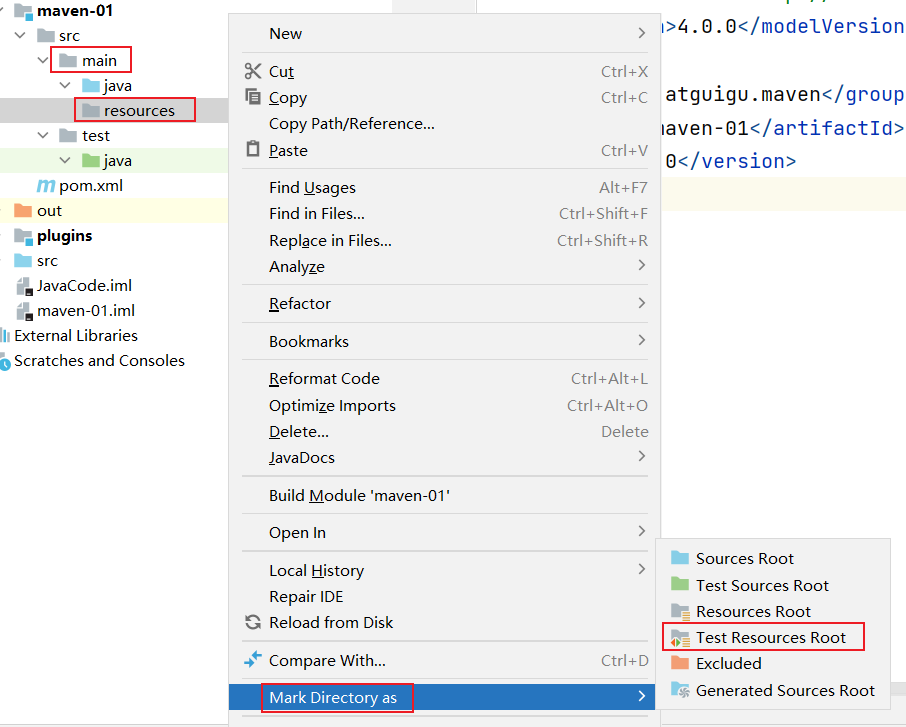 maven-01
src
main
java
resources
test
java
pom.xml
out
plugins
src
JavaCode.iml
maven-01.iml
External Libraries
Scratches and Consoles
New
Cut Ctrl+X
Copy Ctrl+C
Copy Path/Reference...
Paste Ctrl+V
Find Usages Alt+F7
Find in Files... Ctrl+Shift+F
Replace in Files... Ctrl+Shift+R
Analyze
Refactor
Bookmarks
Reformat Code Ctrl+Alt+L
Optimize Imports Ctrl+Alt+O
Delete... Delete
JavaDocs
Build Module 'maven-01'
Open In
Local History
Repair IDE
Reload from Disk
Compare With... Ctrl+D
Mark Directory as
>4.0.0</modelVersion
atguigu.maven</group
maven-01</artifactId>
0</version>
Sources Root
Test Sources Root
Resources Root
Test Resources Root
Excluded
Generated Sources Root